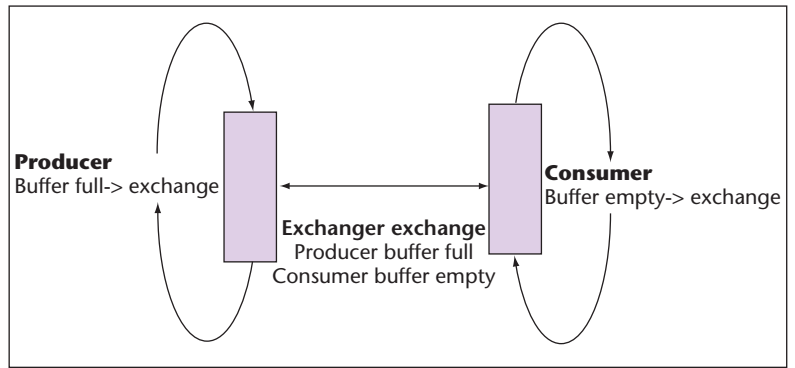 Producer
Buffer full-> exchange
Exchanger exchange
Producer buffer full
Consumer buffer empty
Consumer
Buffer empty-> exchange